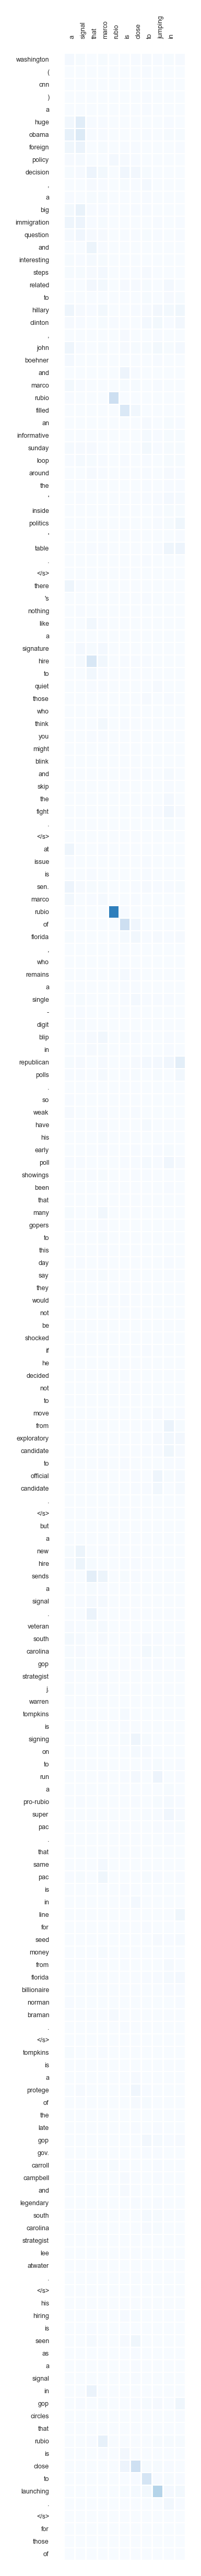 a signal that marco rubio is close to jumping in
washington
(
cnn
)
a
huge
obama
foreign
policy
decision
,
a
big
immigration
question
and
interesting
steps
related
to
hillary
clinton
,
john
boehner
and
marco
rubio
filled
an
informative
sunday
loop
around
the
'
inside
politics
'
table
.
</s>
there
's
nothing
like
a
signature
hire
to
quiet
those
who
think
you
might
blink
and
skip
the
fight
.
</s>
at
issue
is
sen.
marco
rubio
of
florida
,
who
remains
a
single
-
digit
blip
in
republican
polls
.
so
weak
have
his
early
poll
showings
been
that
many
gopers
to
this
day
say
they
would
not
be
shocked
if
he
decided
not
to
move
from
exploratory
candidate
to
official
candidate
.
</s>
but
a
new
hire
sends
a
signal
.
veteran
south
carolina
gop
strategist
j.
warren
tompkins
is
signing
on
to
run
a
pro-rubio
super
pac
.
that
same
pac
is
in
line
for
seed
money
from
florida
billionaire
norman
braman
.
</s>
tompkins
is
a
protege
of
the
late
gop
gov.
carroll
campbell
and
legendary
south
carolina
strategist
lee
atwater
.
</s>
his
hiring
is
seen
as
a
signal
in
gop
circles
that
rubio
is
close
to
launching
.
</s>
for
those
of